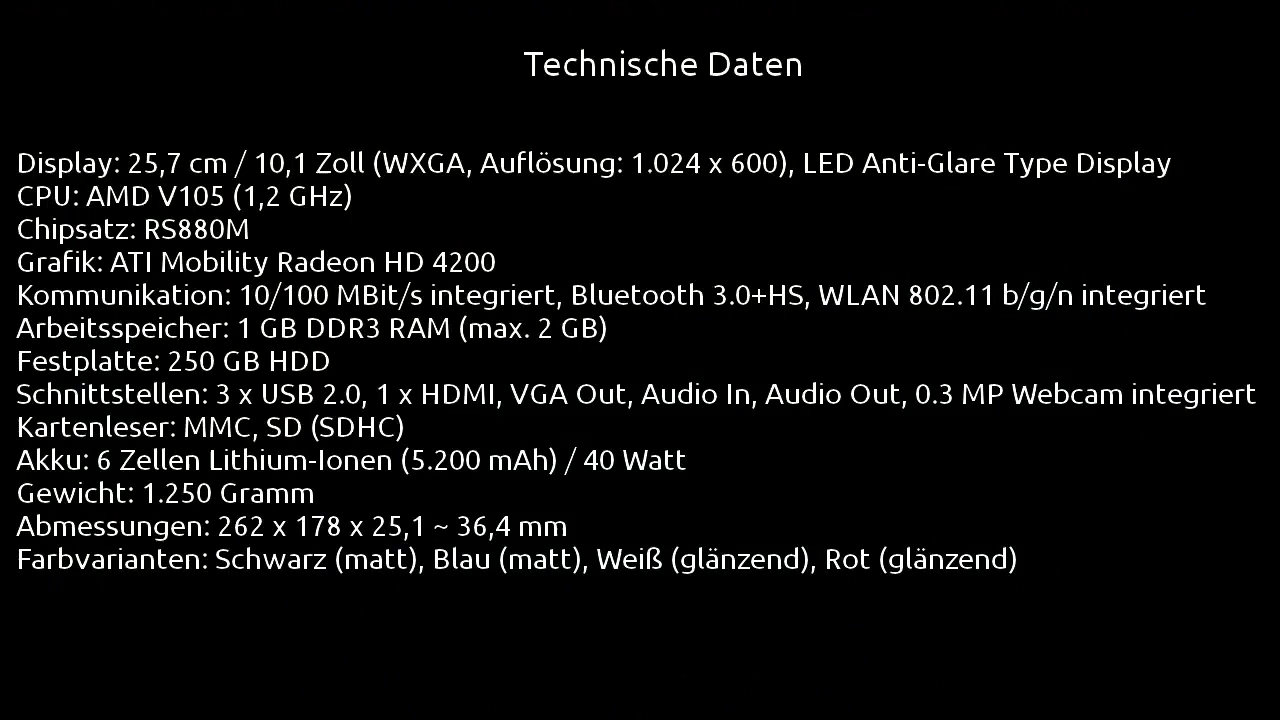 Technische Daten
Display: 25,7 cm / 10,1 Zoll (WXGA, Auflösung: 1.024 x 600), LED Anti-Glare Type Display
CPU: AMD V105 (1,2 GHz)
Chipsatz: RS880M
Grafik: ATI Mobility Radeon HD 4200
Kommunikation: 10/100 MBit/s integriert, Bluetooth 3.0+HS, WLAN 802.11 b/g/n integriert
Arbeitsspeicher: 1 GB DDR3 RAM (max. 2 GB)
Festplatte: 250 GB HDD
Schnittstellen: 3 x USB 2.0, 1 x HDMI, VGA Out, Audio In, Audio Out, 0.3 MP Webcam integriert
Kartenleser: MMC, SD (SDHC)
Akku: 6 Zellen Lithium-Ionen (5.200 mAh) / 40 Watt
Gewicht: 1.250 Gramm
Abmessungen: 262 x 178 x 25,1 ~ 36,4 mm
Farbvarianten: Schwarz (matt), Blau (matt), Weiß (glänzend), Rot (glänzend)